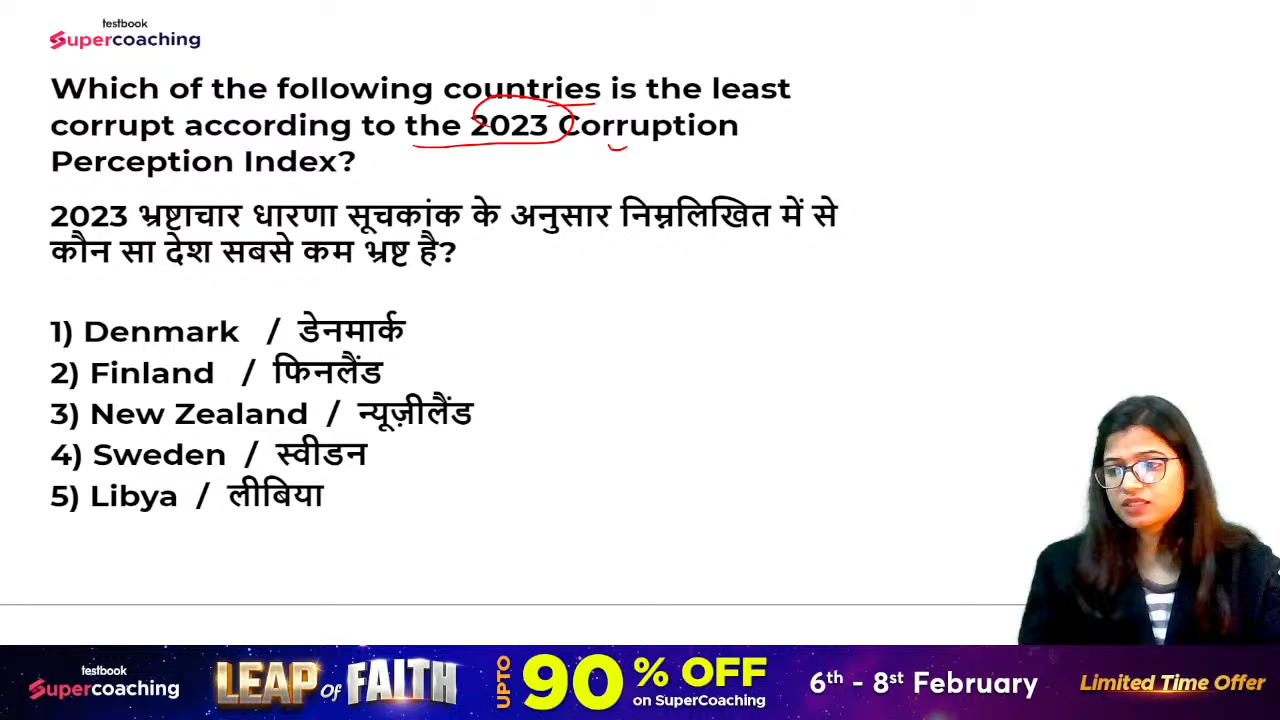 testbook
Supercoaching
Which of the following countries is the least
corrupt according to the 2023 Corruption
Perception Index?
2023 भ्रष्टाचार धारणा सूचकांक के अनुसार निम्नलिखित में से
कौन सा देश सबसे कम भ्रष्ट है?
1) Denmark / डेनमार्क
2) Finland / फिनलैंड
3) New Zealand / न्यूज़ीलैंड
4) Sweden / स्वीडन
5) Libya / लीबिया
testbook
Supercoaching
LEAP Of FAITH
UPTO 90% OFF
on SuperCoaching
6th - 8st February
Limited Time Offer